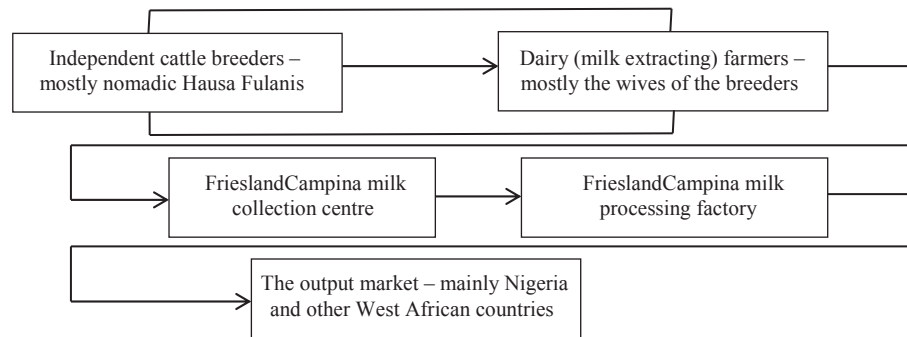 Independent cattle breeders –
mostly nomadic Hausa Fulanis
Dairy (milk extracting) farmers –
mostly the wives of the breeders
FrieslandCampina milk
collection centre
FrieslandCampina milk
processing factory
The output market – mainly Nigeria
and other West African countries